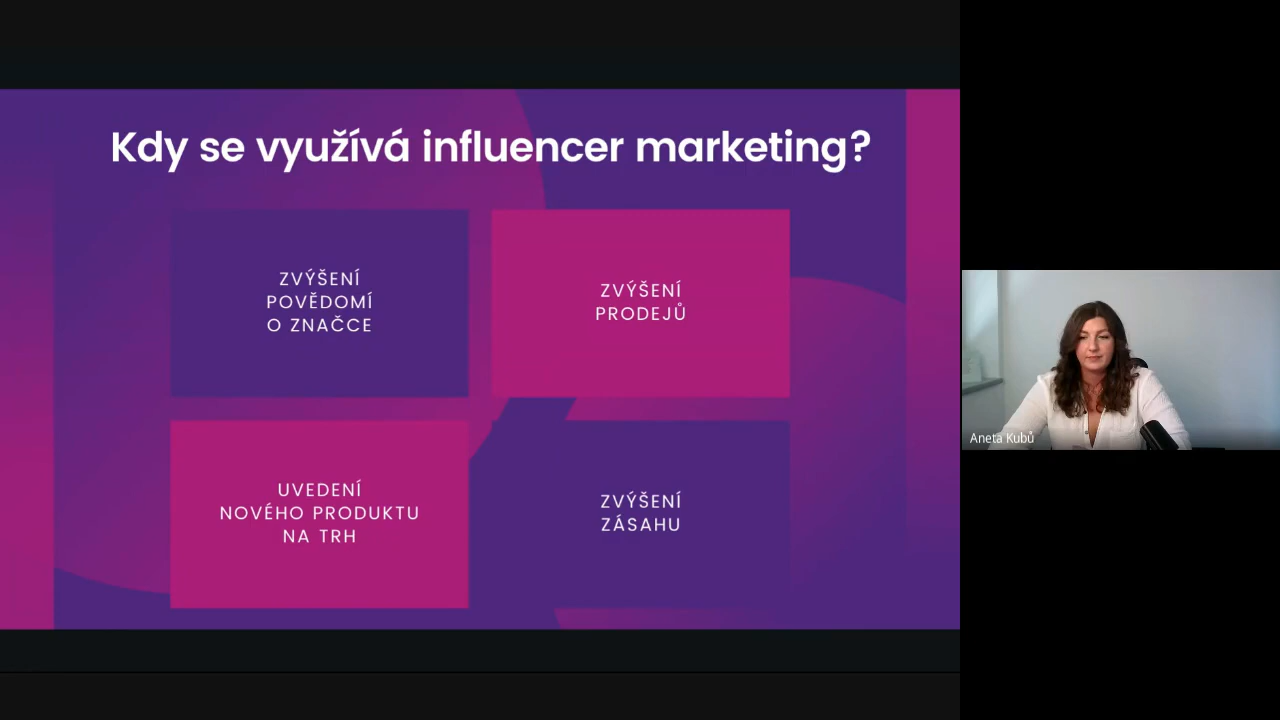 Kdy se využívá influencer marketing?
ZVÝŠENÍ
POVĚDOMÍ
O ZNAČCE
ZVÝŠENÍ
PRODEJŮ
UVEDENÍ
NOVÉHO PRODUKTU
NA TRH
ZVÝŠENÍ
ZÁSAHU
Aneta Kubů